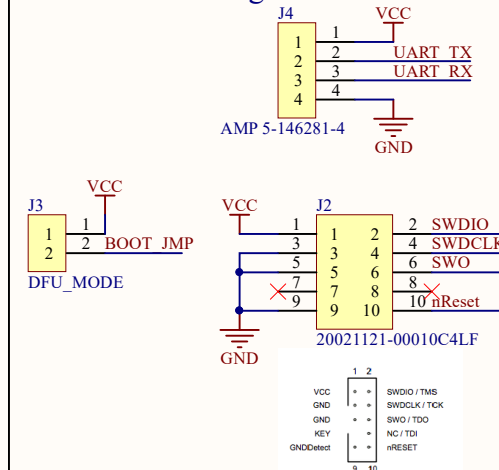 J4
VCC
1 1
2 2 UART_TX
3 3 UART_RX
4 4
AMP 5-146281-4
GND
VCC
J3
1 1
2 2 BOOT_JMP
DFU_MODE
VCC
J2
1 1 2 2 SWDIO
3 3 4 4 SWDCLK
5 5 6 6 SWO
7 7 8 8
9 9 10 10 nReset
GND
20021121-00010C4LF
1 2
VCC SWDIO / TMS
GND SWDCLK / TCK
GND SWO / TDO
KEY NC / TDI
GNDDetect nRESET
9 10